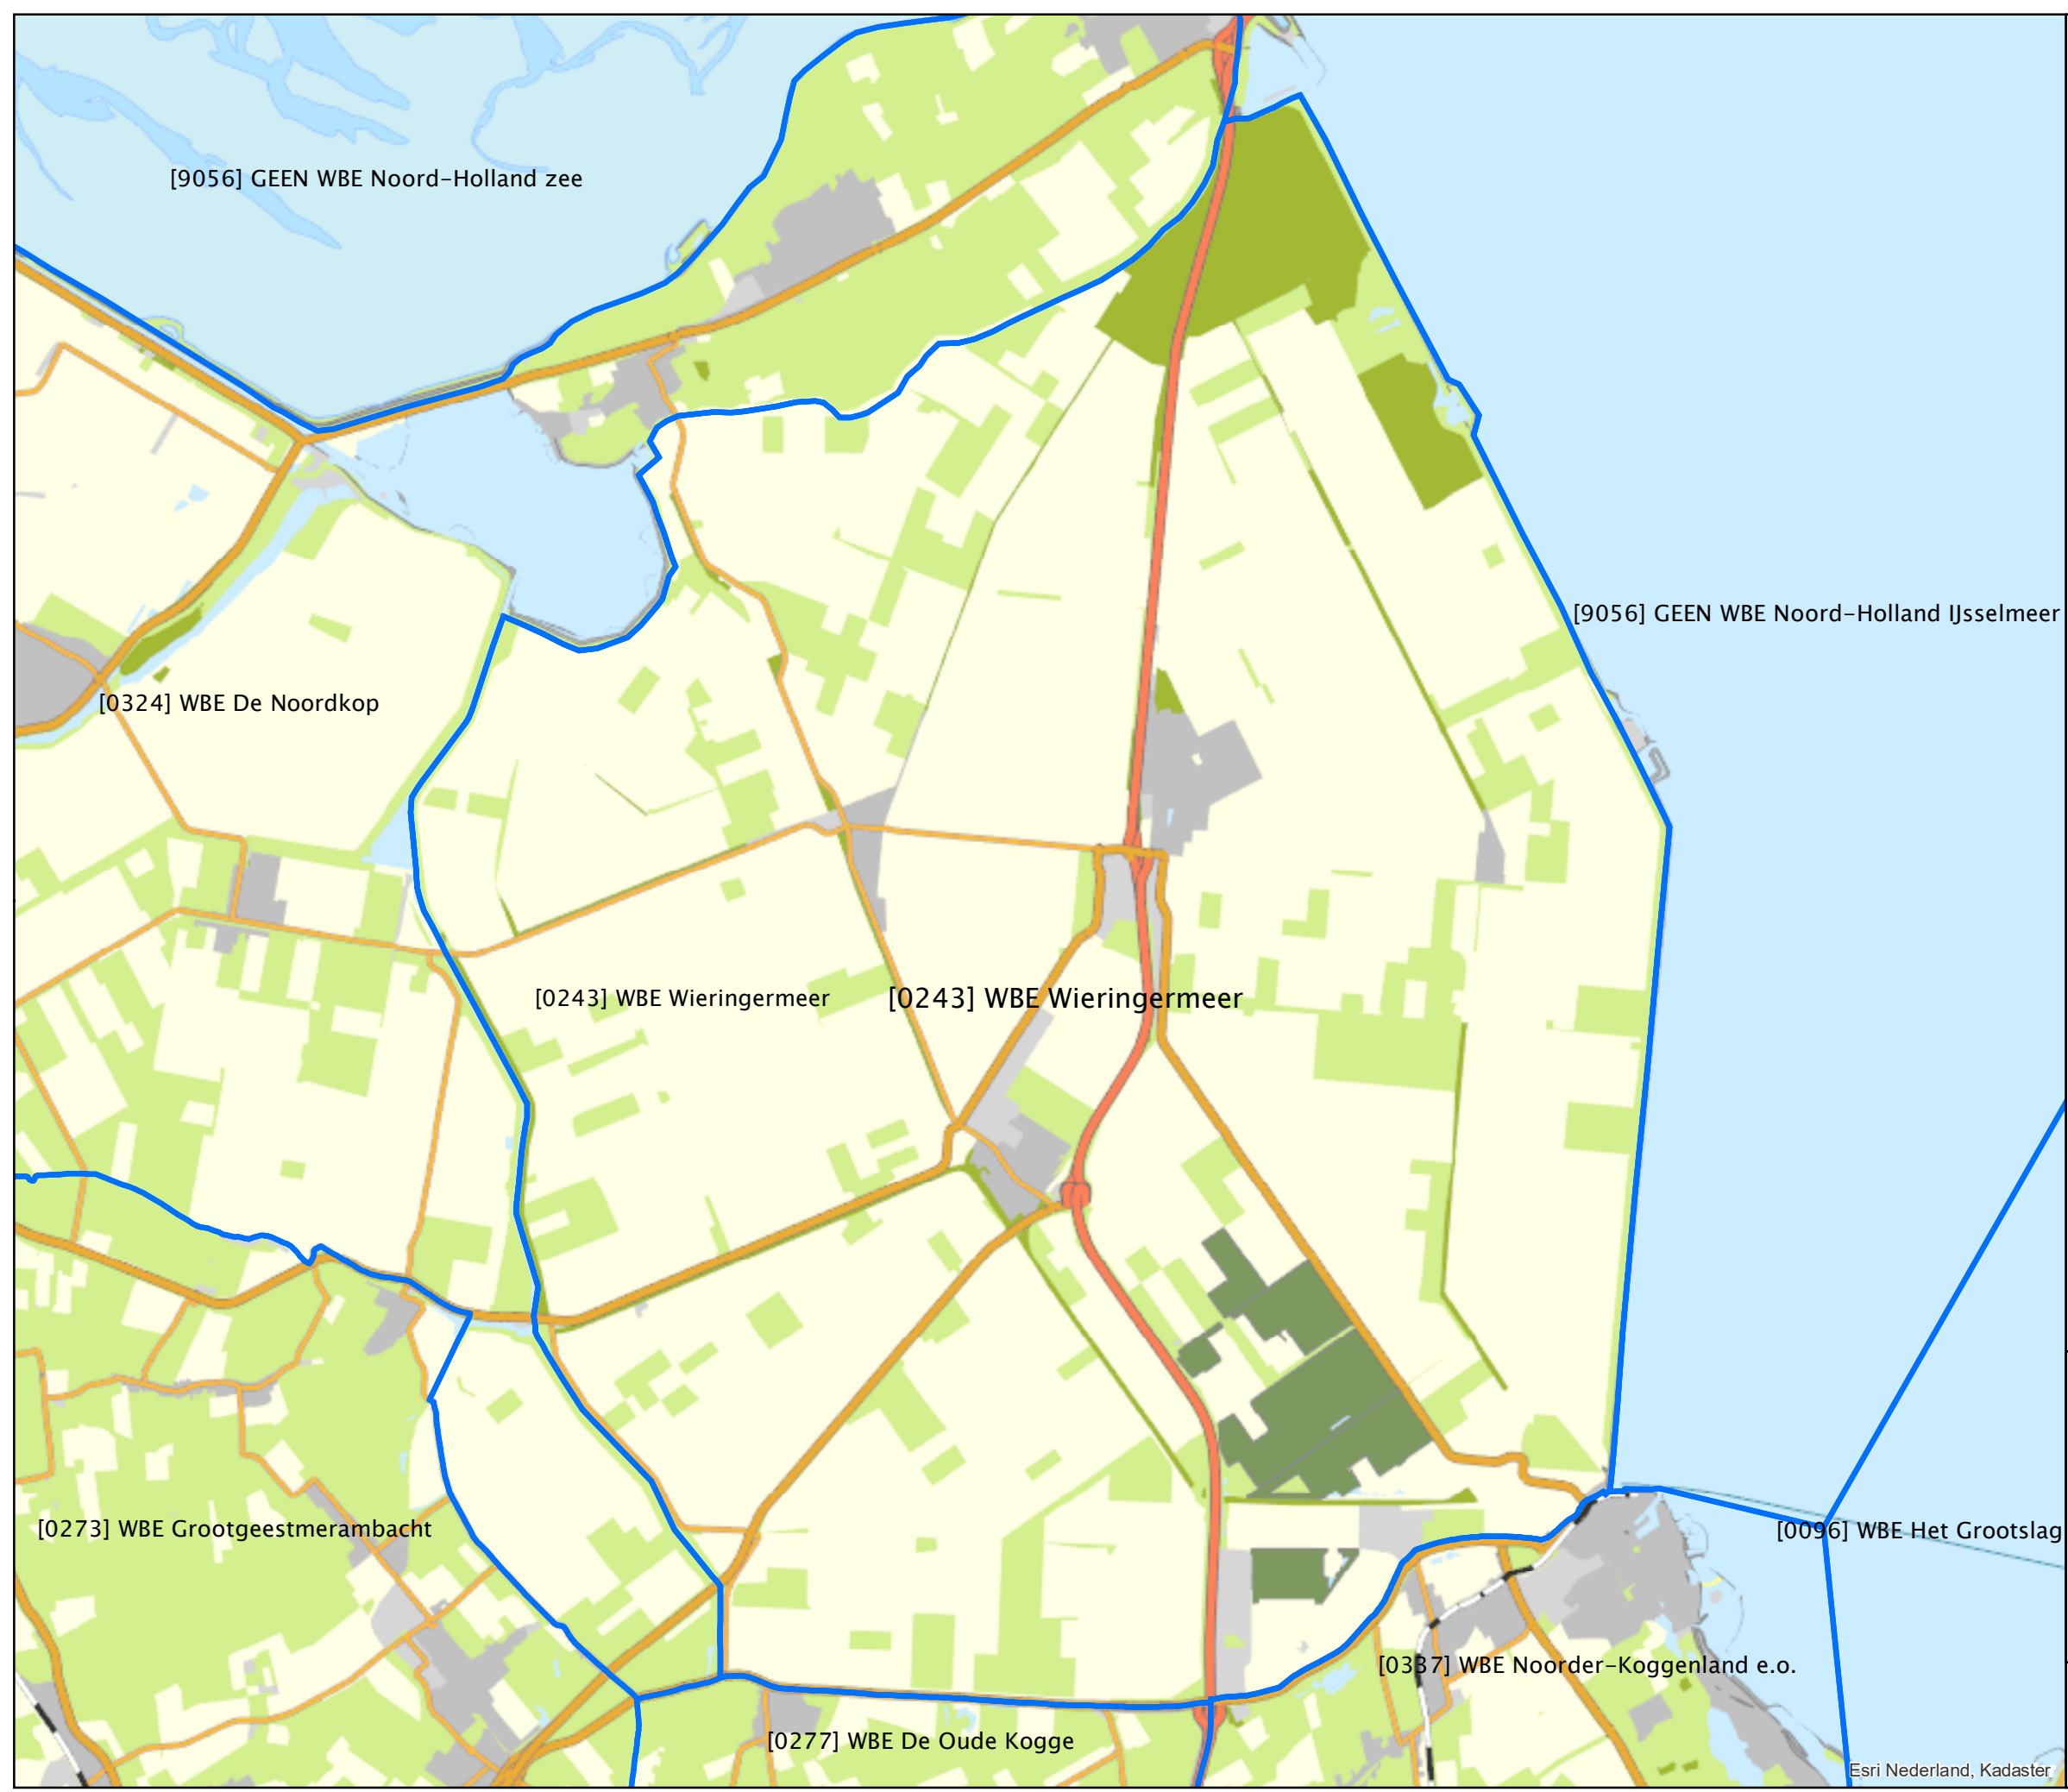 [9056] GEEN WBE Noord-Holland zee
[9056] GEEN WBE Noord-Holland IJsselmeer
[0324] WBE De Noordkop
[0243] WBE Wieringermeer
[0243] WBE Wieringermeer
[0273] WBE Grootgeestmerambacht
[0096] WBE Het Grootslag
[0337] WBE Noorder-Koggenland e.o.
[0277] WBE De Oude Kogge
Esri Nederland, Kadaster